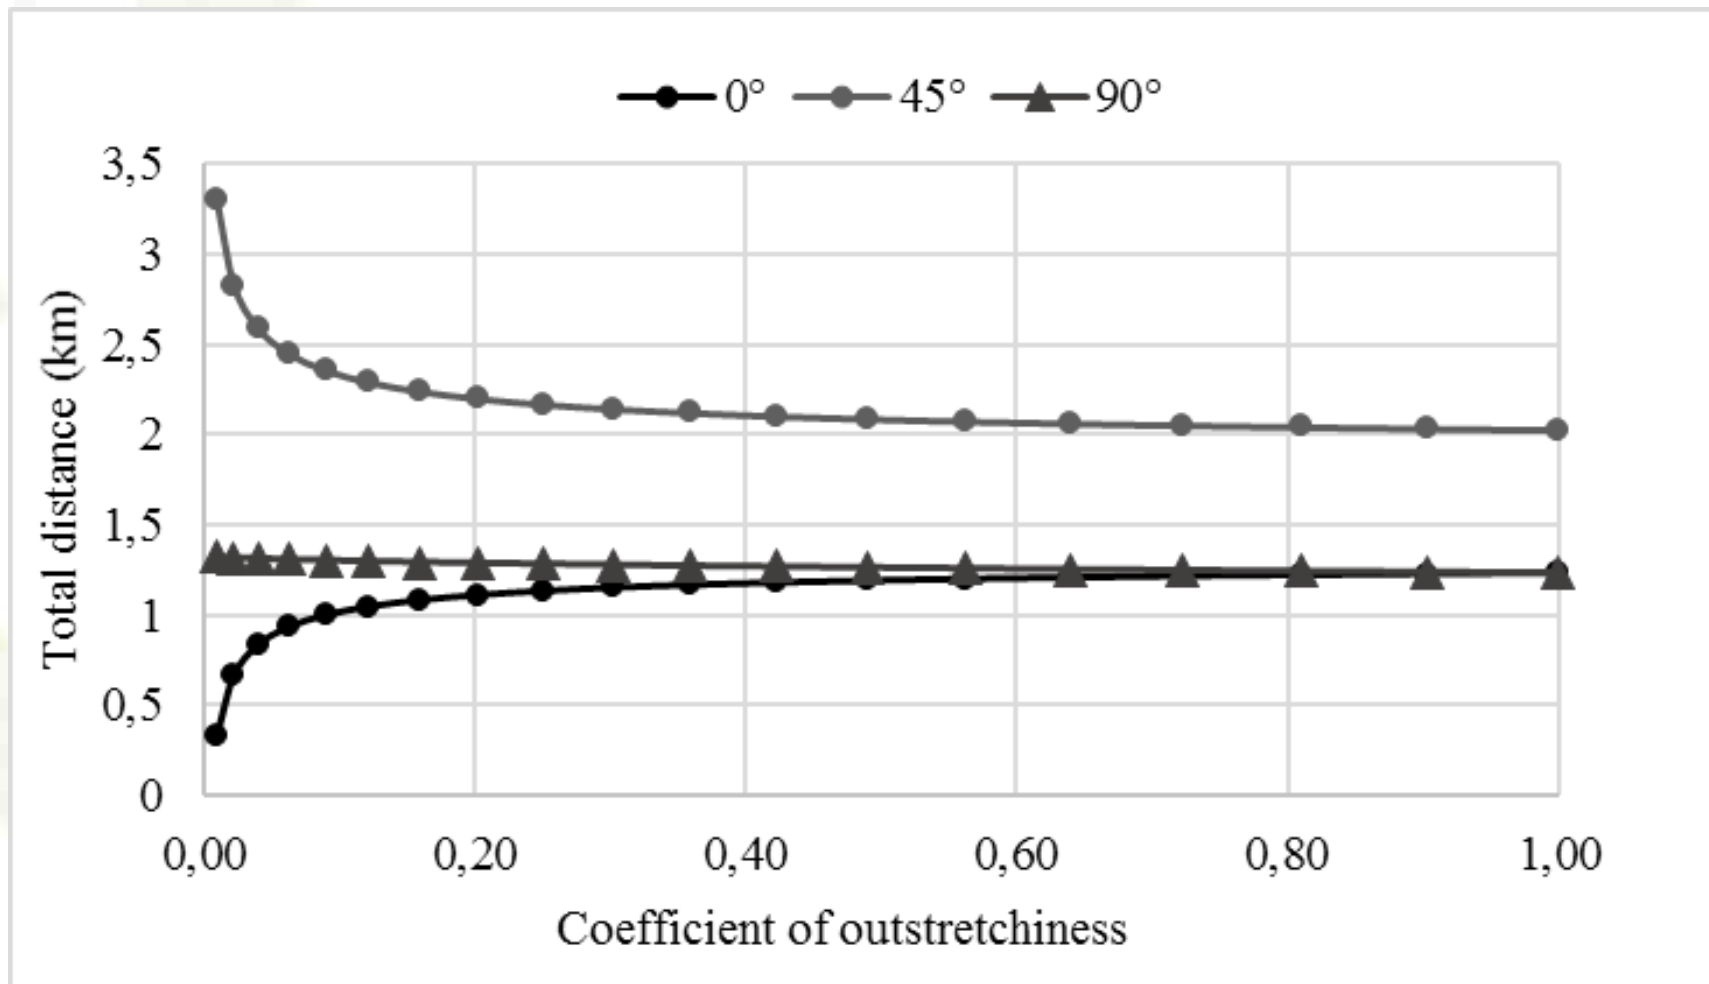 0° 45° 90°
3,5
3
2,5
2
1,5
1
0,5
0
Total distance (km)
0,00 0,20 0,40 0,60 0,80 1,00
Coefficient of outstretchiness